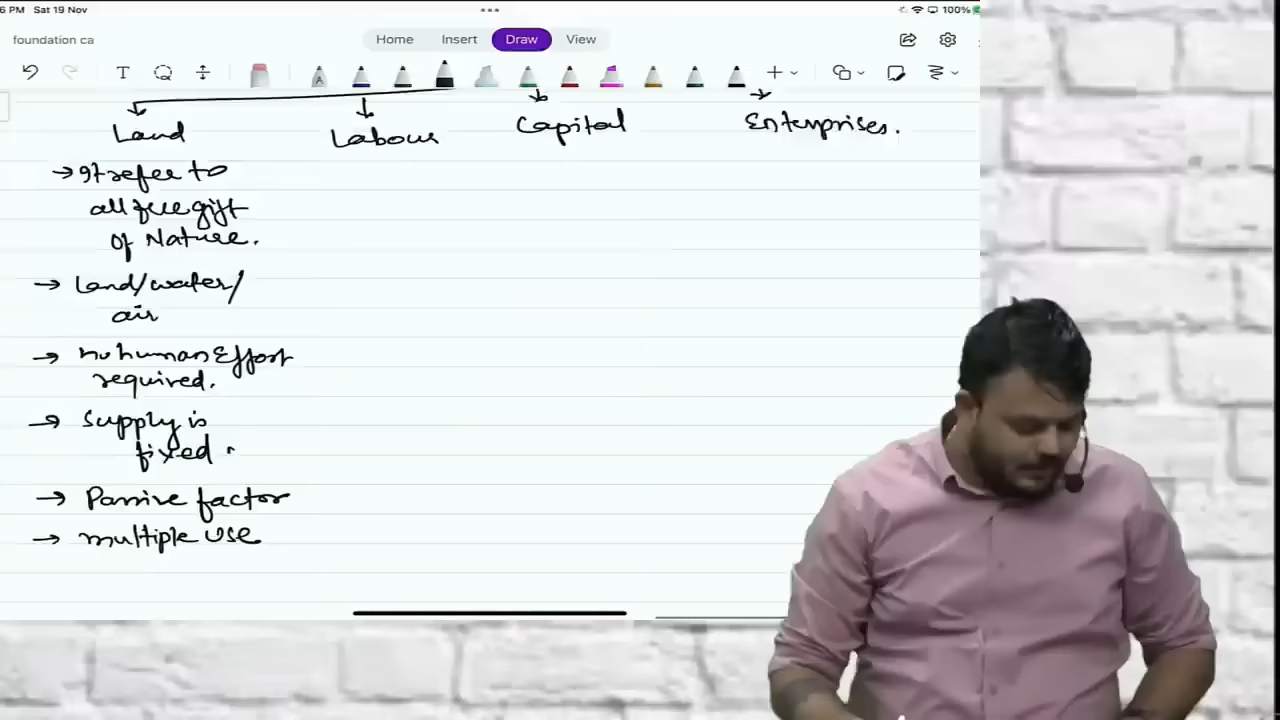 6 PM Sat 19 Nov
100%
foundation ca
Home Insert Draw View
T
A
Land Labour Capital Enterprises.
→ It refer to
all free gift
of Nature.
→ Land/water/
air
→ no human Effort
required.
→ Supply is
fixed.
→ Passive factor
→ multiple use